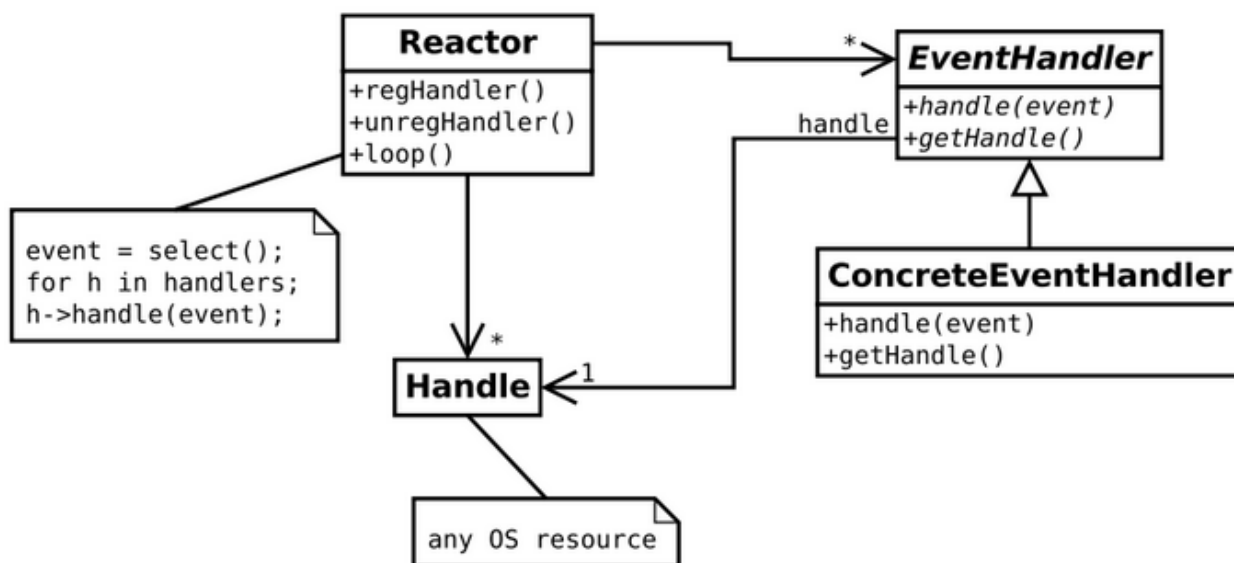 Reactor
+regHandler()
+unregHandler()
+loop()
*
EventHandler
+handle(event)
+getHandle()
handle
event = select();
for h in handlers;
h->handle(event);
ConcreteEventHandler
+handle(event)
+getHandle()
*
Handle
1
any OS resource